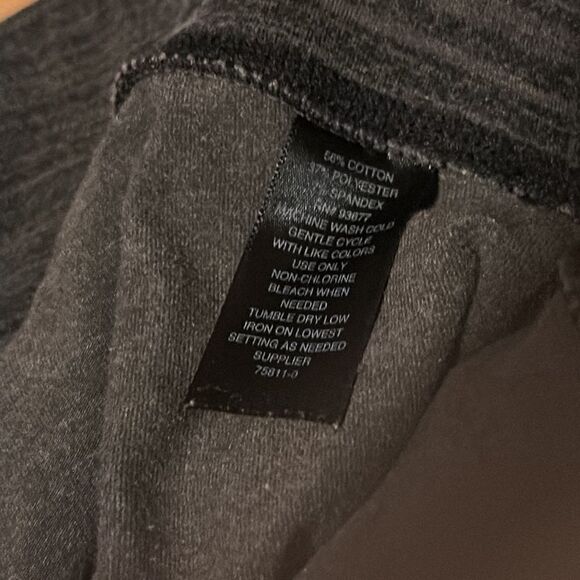 56% COTTON
37% POLYESTER
SPANDEX
RN# 93677
MACHINE WASH COLD
GENTLE CYCLE
WITH LIKE COLORS
USE ONLY
NON-CHLORINE
BLEACH WHEN
NEEDED
TUMBLE DRY LOW
IRON ON LOWEST
SETTING AS NEEDED
SUPPLIER
75811-0